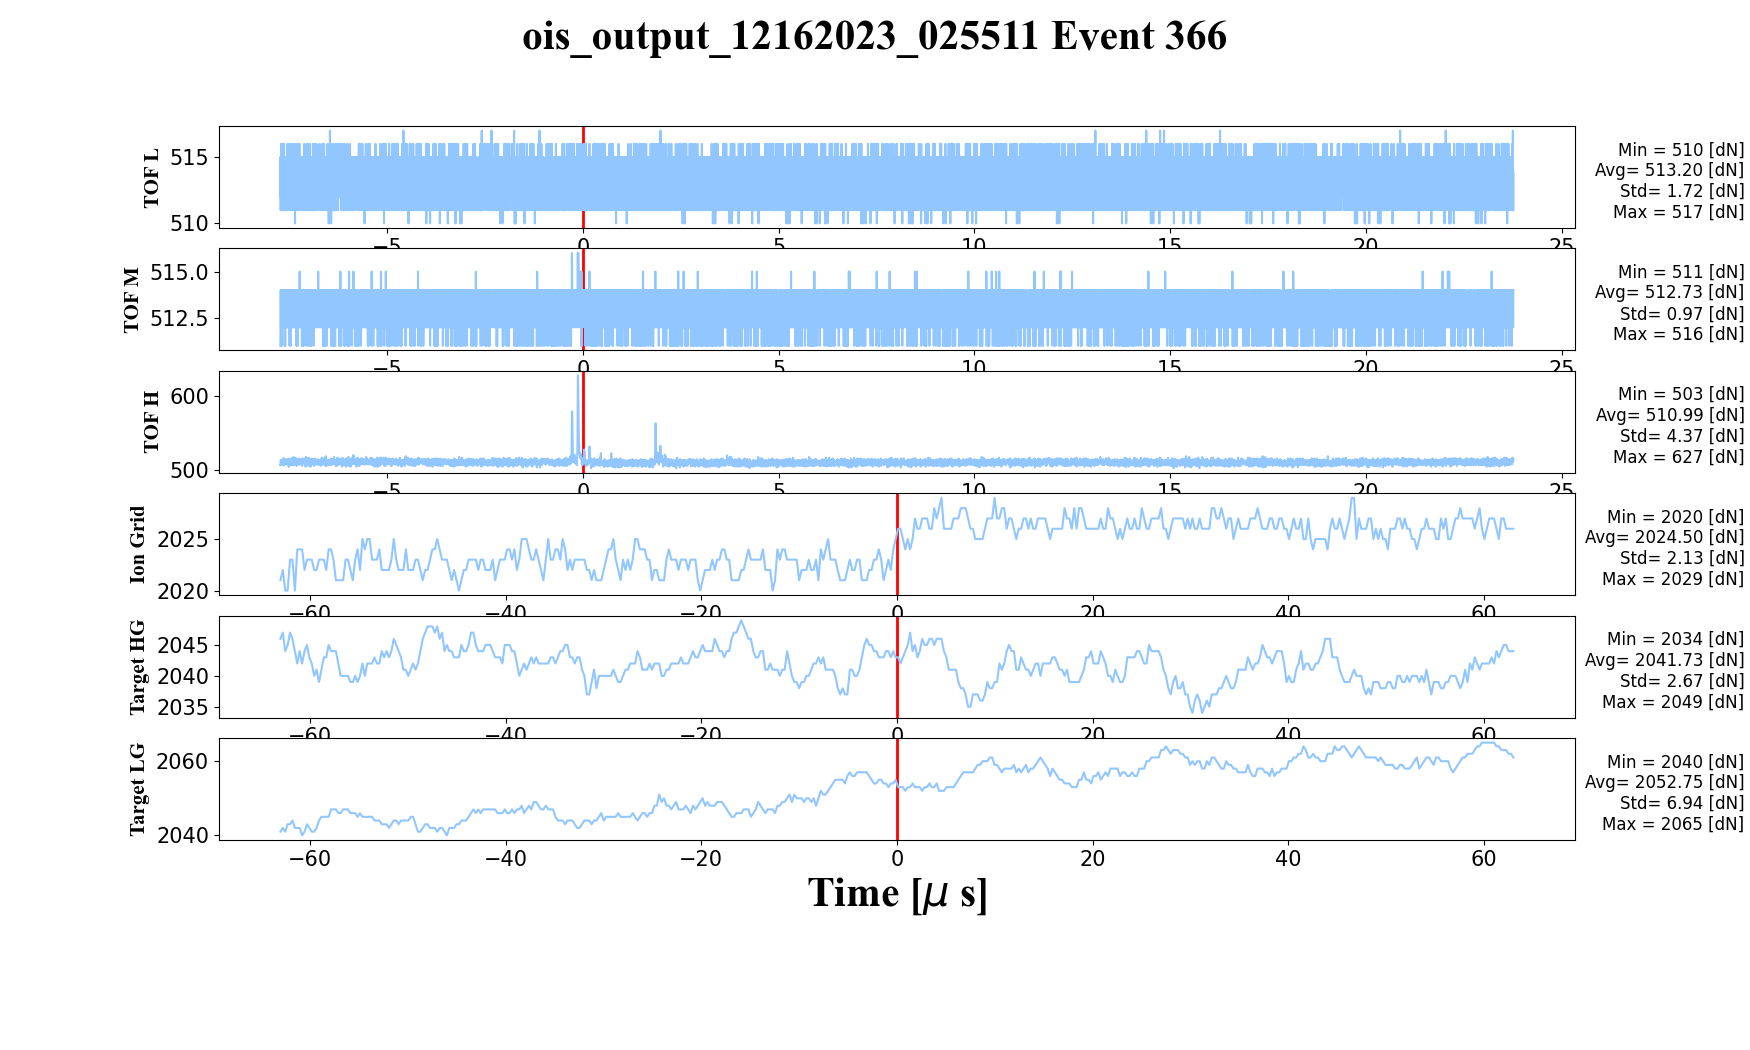 ois_output_12162023_025511 Event 366
TOF L
515
510
−5 0 5 10 15 20 25
Min = 510 [dN]
Avg= 513.20 [dN]
Std= 1.72 [dN]
Max = 517 [dN]
TOF M
515.0
512.5
−5 0 5 10 15 20 25
Min = 511 [dN]
Avg= 512.73 [dN]
Std= 0.97 [dN]
Max = 516 [dN]
TOF H
600
500
−5 0 5 10 15 20 25
Min = 503 [dN]
Avg= 510.99 [dN]
Std= 4.37 [dN]
Max = 627 [dN]
Ion Grid
2025
2020
−60 −40 −20 0 20 40 60
Min = 2020 [dN]
Avg= 2024.50 [dN]
Std= 2.13 [dN]
Max = 2029 [dN]
Target HG
2045
2040
2035
−60 −40 −20 0 20 40 60
Min = 2034 [dN]
Avg= 2041.73 [dN]
Std= 2.67 [dN]
Max = 2049 [dN]
Target LG
2060
2040
−60 −40 −20 0 20 40 60
Min = 2040 [dN]
Avg= 2052.75 [dN]
Std= 6.94 [dN]
Max = 2065 [dN]
Time [μ s]